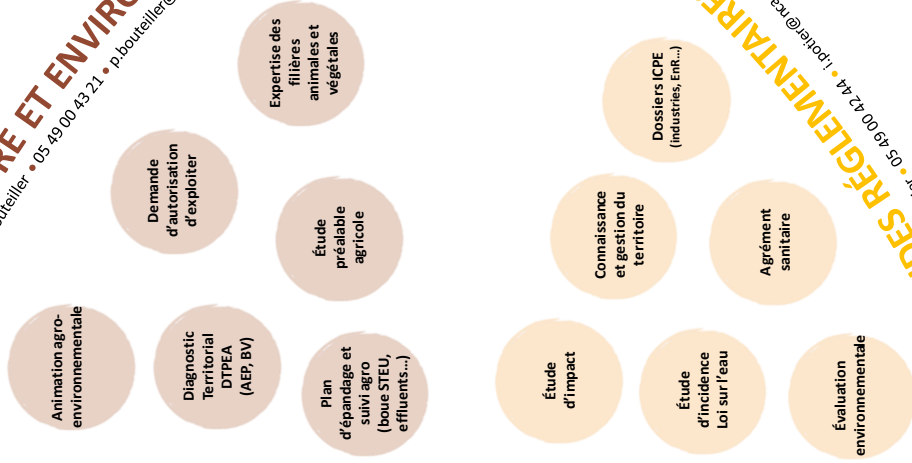 RE ET ENVIRO
outeiller • 05 49 00 43 21 • p.bouteiller@
Expertise des
filières
animales et
végétales
Demande
d'autorisation
d'exploiter
Étude
préalable
agricole
Animation agro-
environnementale
Diagnostic
Territorial
DTPEA
(AEP, BV)
Plan
d'épandage et
suivi agro
(boue STEU,
effluents...)
DES RÉGLEMENTAIRE
05 49 00 42 44 • i.potier@nca
Dossiers ICPE
(industries, EnR...)
Connaissance
et gestion du
territoire
Agrément
sanitaire
Étude
d'impact
Étude
d'incidence
Loi sur l'eau
Évaluation
environnementale